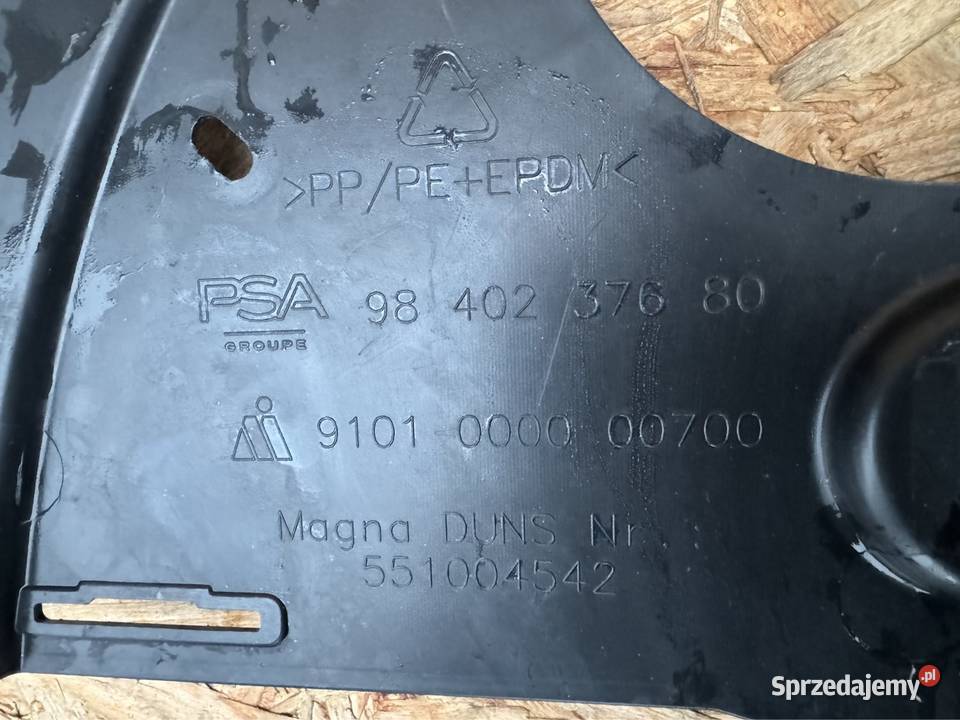 >PP/PE+EPDM<
PSA 98 402 376 80
GROUPE
9101 0000 00700
Magna DUNS Nr.
551004542
Sprzedajemy.pl